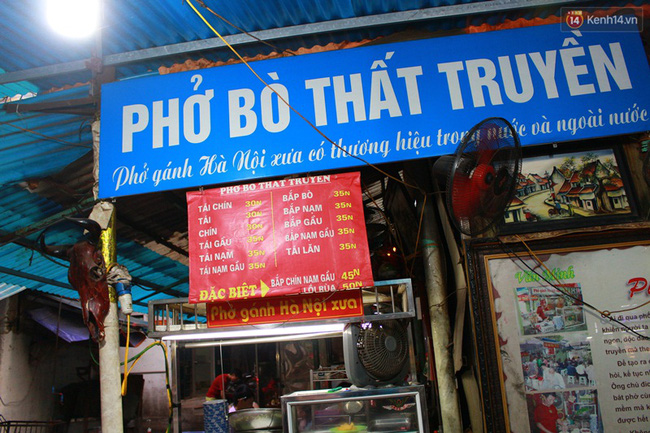 14 Kenh14.vn
PHỞ BÒ THẤT TRUYỀN
Phở gánh Hà Nội xưa có thương hiệu trong nước và ngoài nước
PHỞ BÒ THẤT TRUYỀN
TÁI CHÍN 30N
TÁI 30N
CHÍN 30N
TÁI GẦU 35N
TÁI NẠM 35N
TÁI NẠM GẦU 35N
BẮP BÒ 35N
BẮP NẠM 35N
BẮP GẦU 35N
BẮP NẠM GẦU 35N
TÁI LĂN 35N
ĐẶC BIỆT
BẮP CHÍN NẠM GẦU 45N
LÕI RÙA 50N
Phở gánh Hà Nội xưa